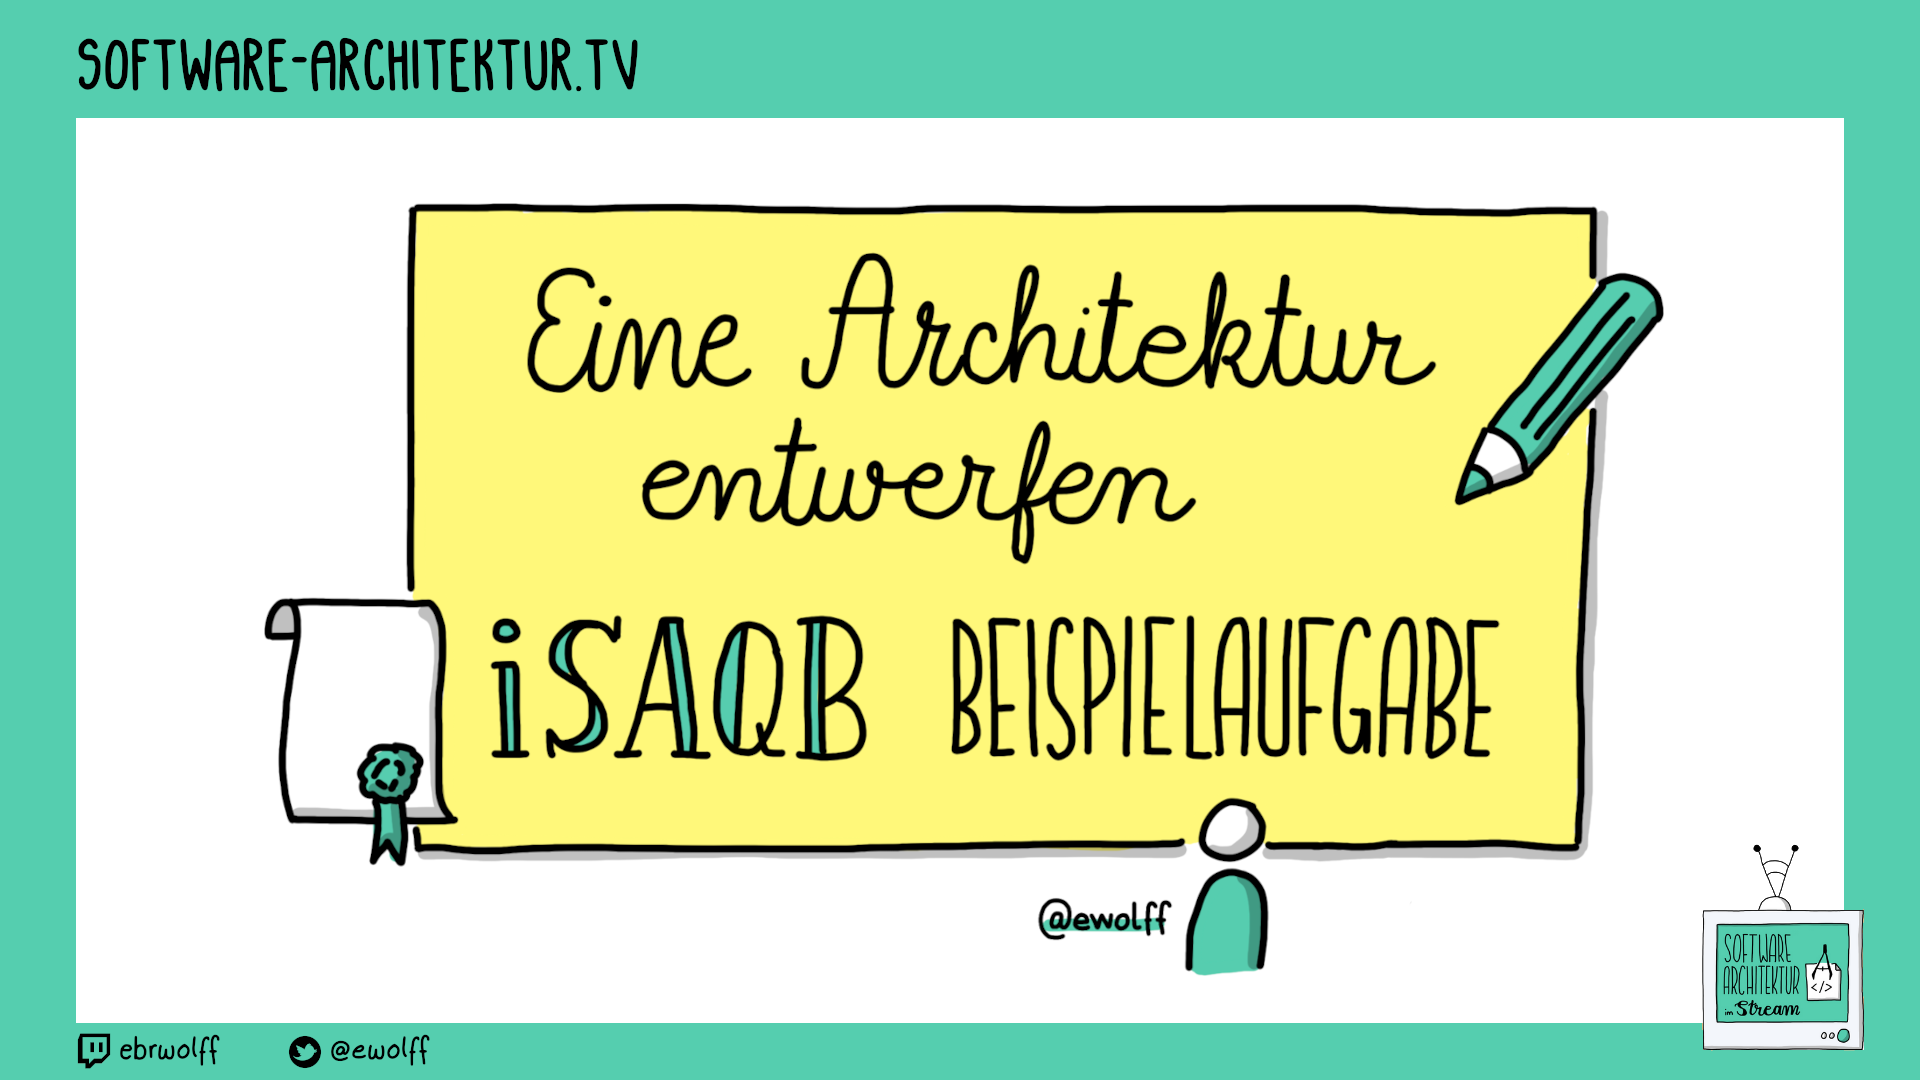 SOFTWARE-ARCHITEKTUR.TV
Eine Architektur
entwerfen
iSAQB BEISPIELAUFGABE
@ewolff
SOFTWARE
ARCHITEKTUR
</>
im Stream
ebrwolff @ewolff